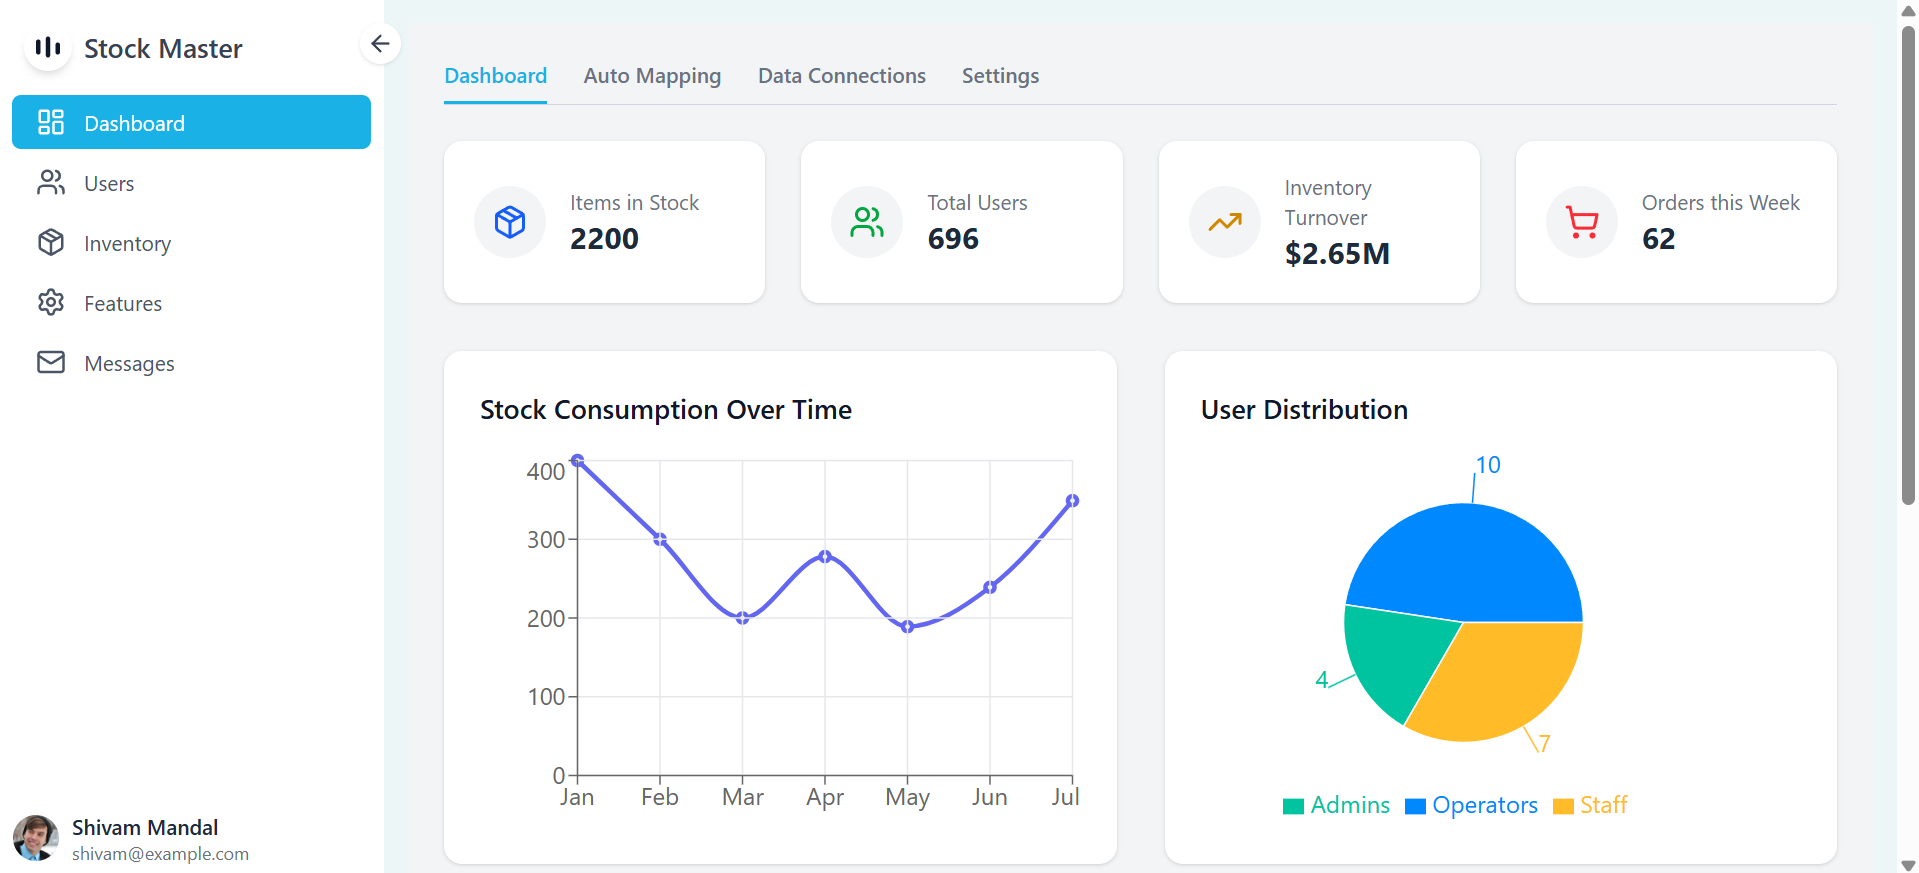 Stock Master
Dashboard
Users
Inventory
Features
Messages
Shivam Mandal
shivam@example.com
Dashboard Auto Mapping Data Connections Settings
Items in Stock
2200
Total Users
696
Inventory
Turnover
$2.65M
Orders this Week
62
Stock Consumption Over Time
400
300
200
100
0
Jan Feb Mar Apr May Jun Jul
User Distribution
10
4
7
Admins Operators Staff